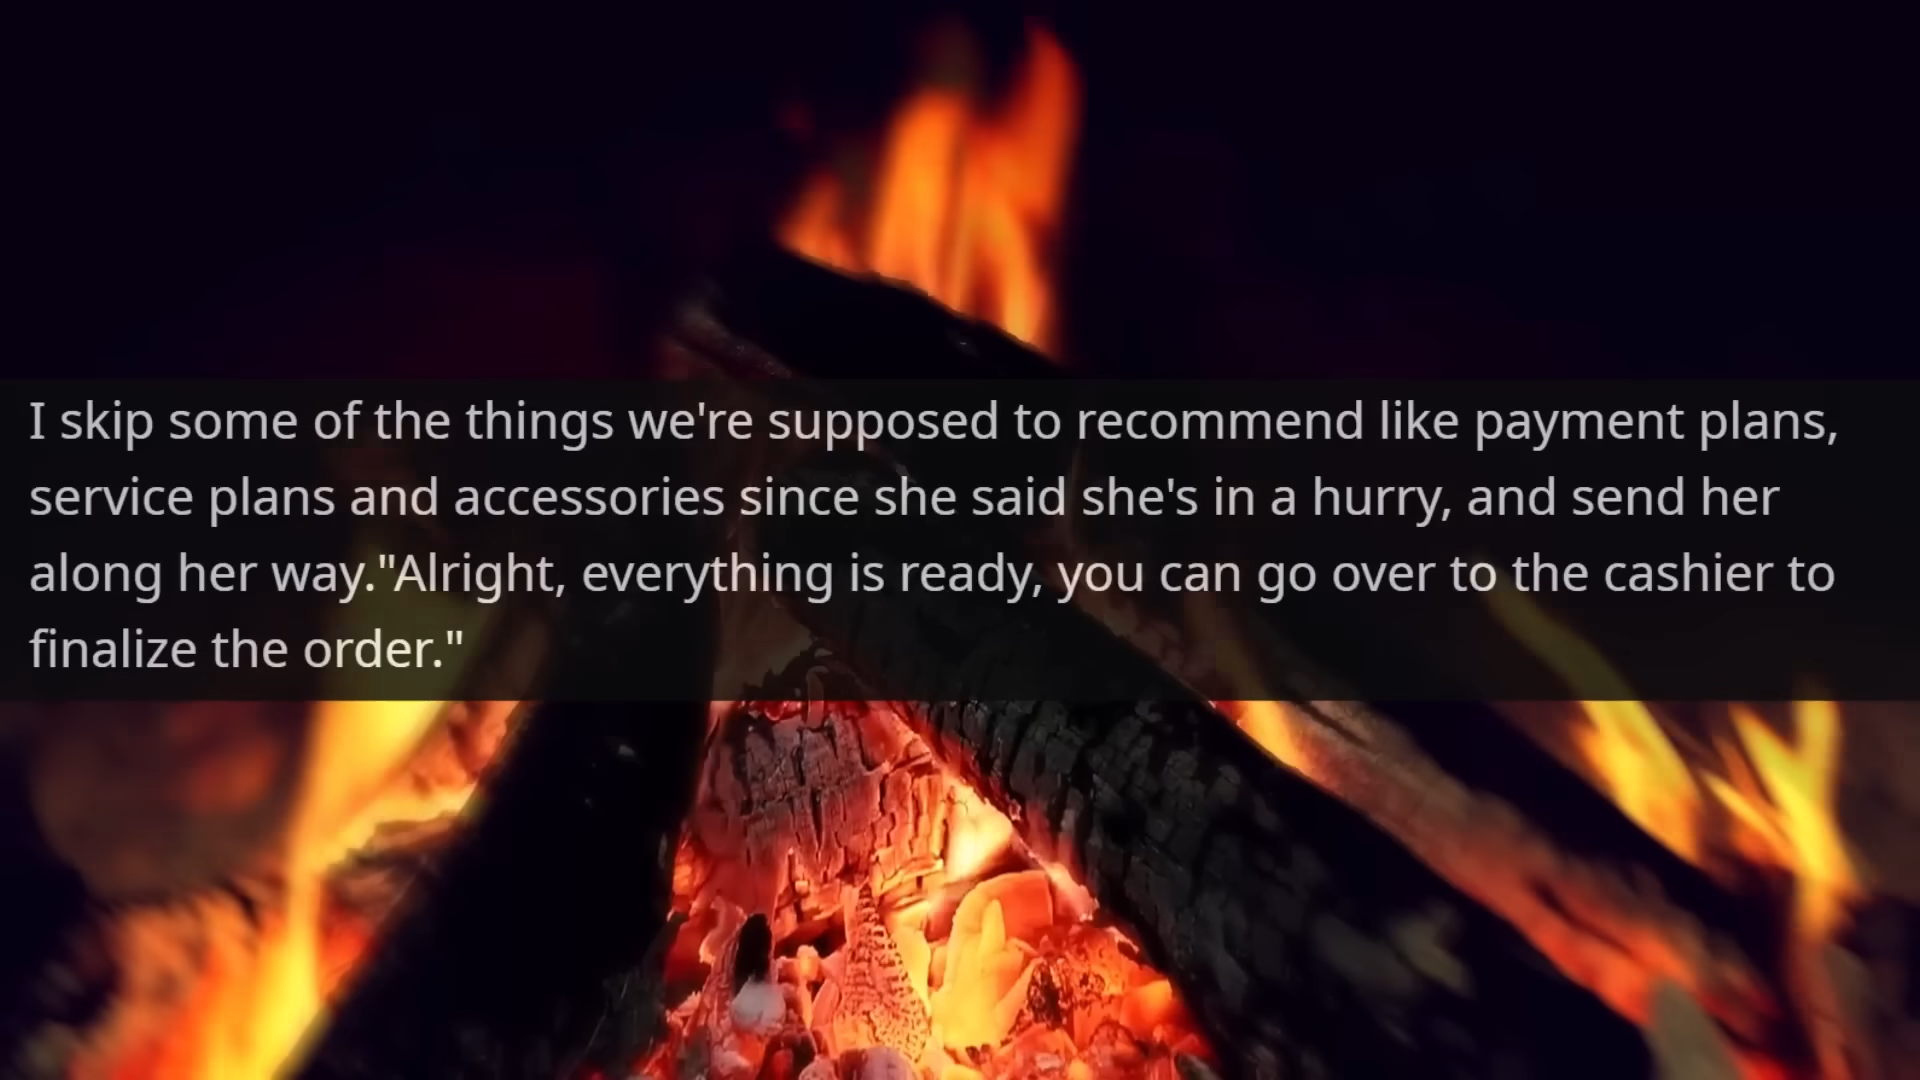 I skip some of the things we're supposed to recommend like payment plans,
service plans and accessories since she said she's in a hurry, and send her
along her way."Alright, everything is ready, you can go over to the cashier to
finalize the order."